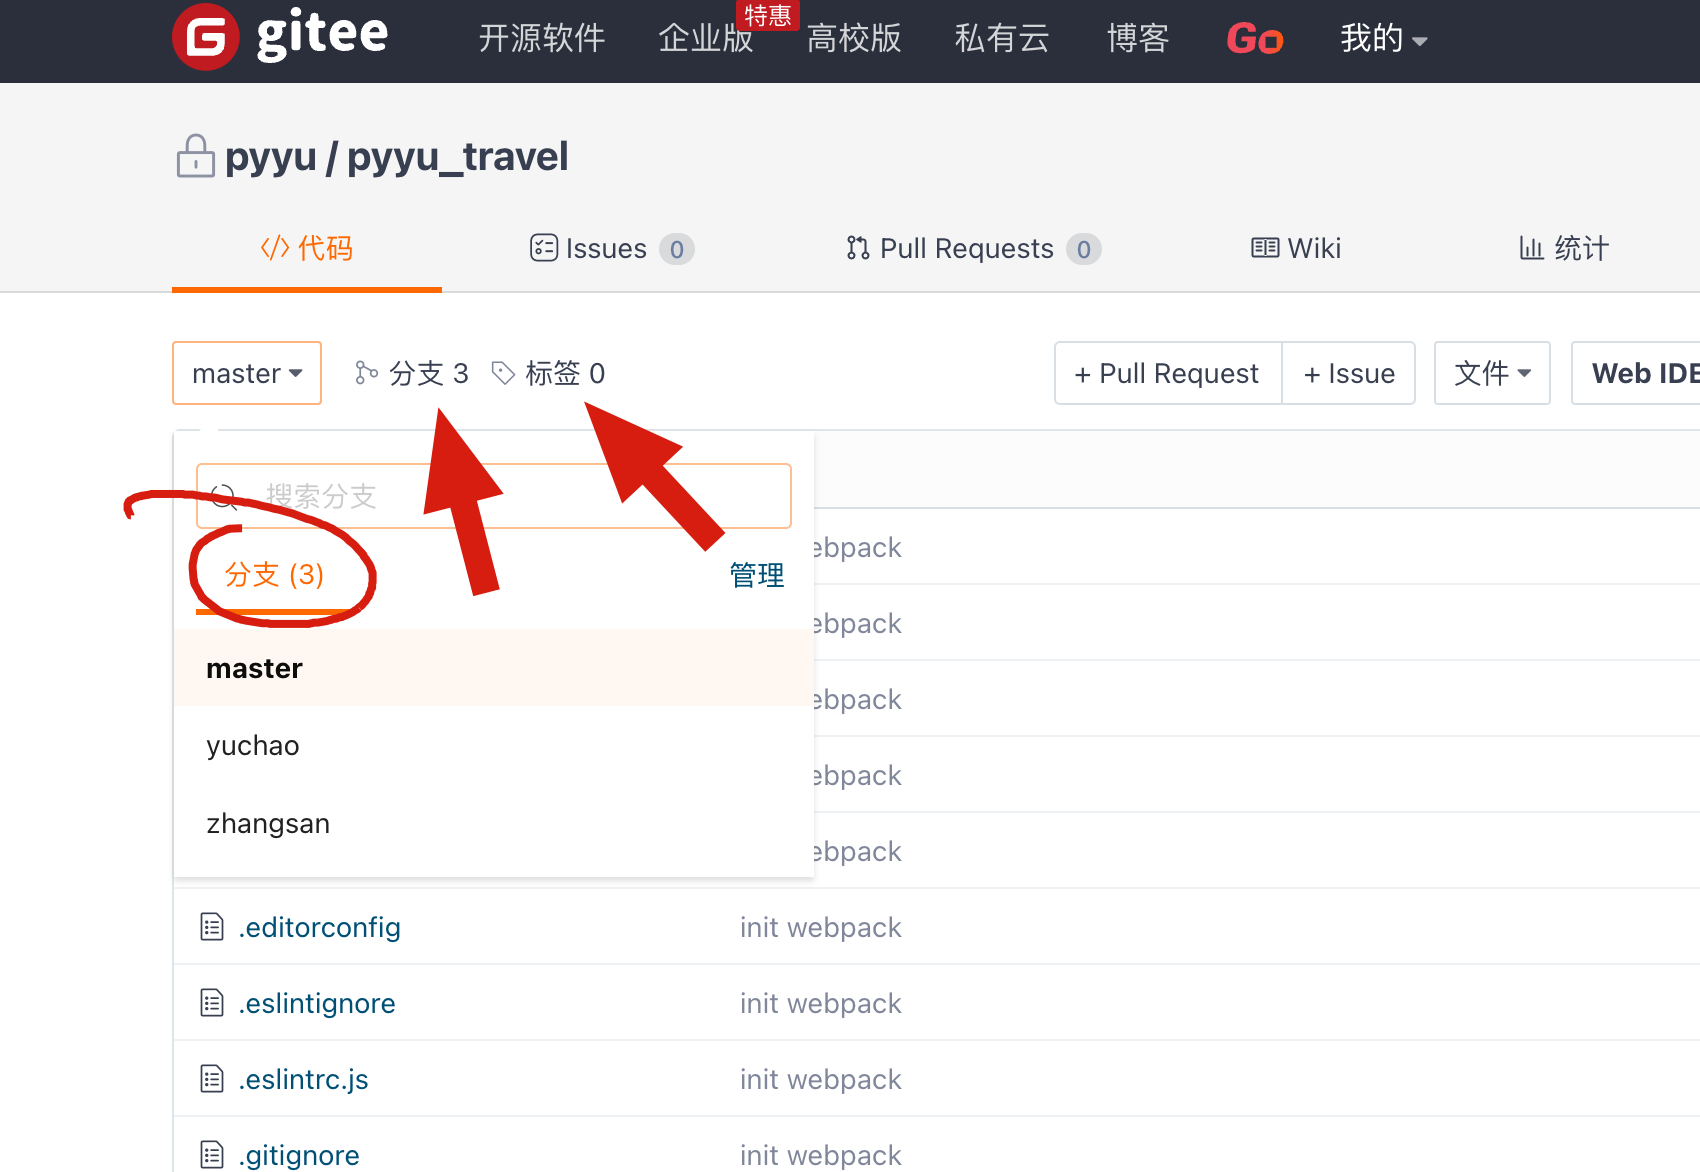 gitee
开源软件 企业版 特惠 高校版 私有云 博客 Go 我的
pyyu / pyyu_travel
代码 Issues 0 Pull Requests 0 Wiki 统计
master 分支 3 标签 0 + Pull Request + Issue 文件 Web IDE
搜索分支
ebpack
分支 (3) 管理
ebpack
master
ebpack
yuchao
ebpack
zhangsan
ebpack
.editorconfig init webpack
.eslintignore init webpack
.eslintrc.js init webpack
.gitignore init webpack